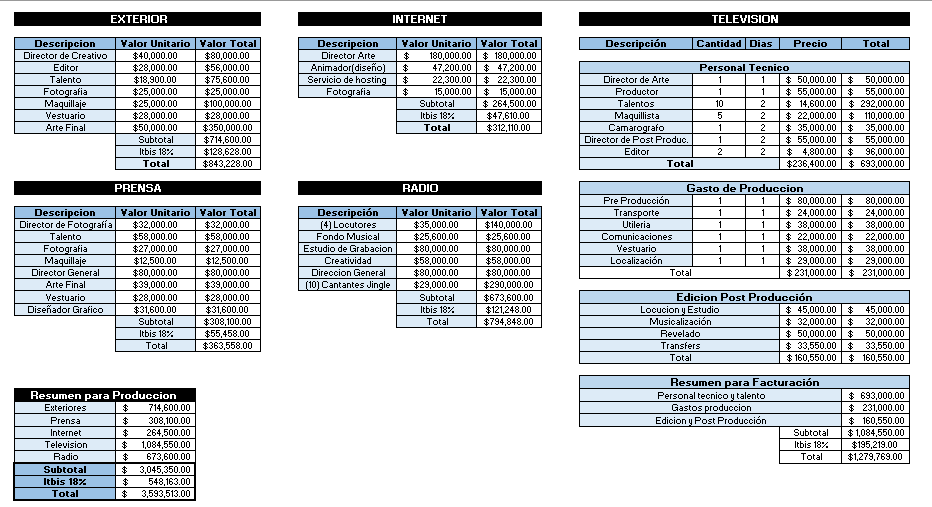 EXTERIOR
Descripcion Valor Unitario Valor Total
Director de Creativo $40,000.00 $80,000.00
Editor $28,000.00 $56,000.00
Talento $18,900.00 $75,600.00
Fotografia $25,000.00 $25,000.00
Maquillaje $25,000.00 $100,000.00
Vestuario $28,000.00 $28,000.00
Arte Final $50,000.00 $350,000.00
Subtotal $714,600.00
Itbis 18% $128,628.00
Total $843,228.00
PRENSA
Descripcion Valor Unitario Valor Total
Director de Fotografía $32,000.00 $32,000.00
Talento $58,000.00 $58,000.00
Fotografia $27,000.00 $27,000.00
Maquillaje $12,500.00 $12,500.00
Director General $80,000.00 $80,000.00
Arte Final $39,000.00 $39,000.00
Vestuario $28,000.00 $28,000.00
Diseñador Grafico $31,600.00 $31,600.00
Subtotal $308,100.00
Itbis 18% $55,458.00
Total $363,558.00
Resumen para Produccion
Exteriores $ 714,600.00
Prensa $ 308,100.00
Internet $ 264,500.00
Television $ 1,084,550.00
Radio $ 673,600.00
Subtotal $ 3,045,350.00
Itbis 18% $ 548,163.00
Total $ 3,593,513.00
INTERNET
Descripcion Valor Unitario Valor Total
Director Arte $ 180,000.00 $ 180,000.00
Animador(diseño) $ 47,200.00 $ 47,200.00
Servicio de hosting $ 22,300.00 $ 22,300.00
Fotografia $ 15,000.00 $ 15,000.00
Subtotal $ 264,500.00
Itbis 18% $47,610.00
Total $312,110.00
RADIO
Descripción Valor Unitario Valor Total
(4) Locutores $35,000.00 $140,000.00
Fondo Musical $25,600.00 $25,600.00
Estudio de Grabacion $80,000.00 $80,000.00
Creatividad $58,000.00 $58,000.00
Direccion General $80,000.00 $80,000.00
(10) Cantantes Jingle $29,000.00 $290,000.00
Subtotal $673,600.00
Itbis 18% $121,248.00
Total $794,848.00
TELEVISION
Descripción Cantidad Dias Precio Total
Personal Tecnico
Director de Arte 1 1 $ 50,000.00 $ 50,000.00
Productor 1 1 $ 55,000.00 $ 55,000.00
Talentos 10 2 $ 14,600.00 $ 292,000.00
Maquillista 5 2 $ 22,000.00 $ 110,000.00
Camarografo 1 2 $ 35,000.00 $ 35,000.00
Director de Post Produc. 1 2 $ 55,000.00 $ 55,000.00
Editor 2 2 $ 4,800.00 $ 96,000.00
Total $236,400.00 $ 693,000.00
Gasto de Produccion
Pre Producción 1 1 $ 80,000.00 $ 80,000.00
Transporte 1 1 $ 24,000.00 $ 24,000.00
Utileria 1 1 $ 38,000.00 $ 38,000.00
Comunicaciones 1 1 $ 22,000.00 $ 22,000.00
Vestuario 1 1 $ 38,000.00 $ 38,000.00
Localización 1 1 $ 29,000.00 $ 29,000.00
Total $ 231,000.00 $ 231,000.00
Edicion Post Producción
Locucion y Estudio $ 45,000.00 $ 45,000.00
Musicalización $ 32,000.00 $ 32,000.00
Revelado $ 50,000.00 $ 50,000.00
Transfers $ 33,550.00 $ 33,550.00
Total $ 160,550.00 $ 160,550.00
Resumen para Facturación
Personal tecnico y talento $ 693,000.00
Gastos produccion $ 231,000.00
Edicion y Post Producción $ 160,550.00
Subtotal $ 1,084,550.00
Itbis 18% $195,219.00
Total $1,279,769.00